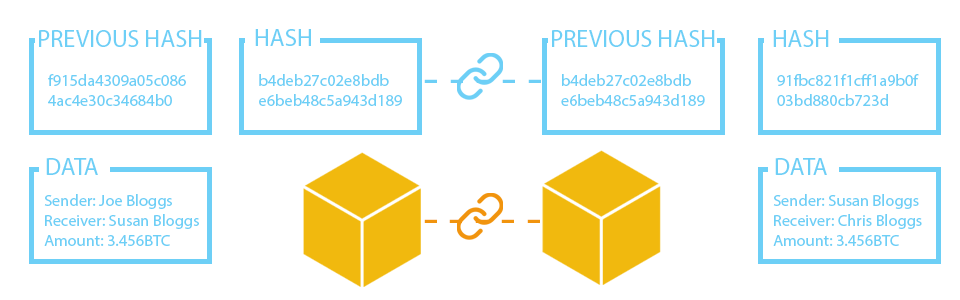 PREVIOUS HASH
f915da4309a05c086
4ac4e30c34684b0
HASH
b4deb27c02e8bdb
e6beb48c5a943d189
PREVIOUS HASH
b4deb27c02e8bdb
e6beb48c5a943d189
HASH
91fbc821f1cff1a9b0f
03bd880cb723d
DATA
Sender: Joe Bloggs
Receiver: Susan Bloggs
Amount: 3.456BTC
DATA
Sender: Susan Bloggs
Receiver: Chris Bloggs
Amount: 3.456BTC